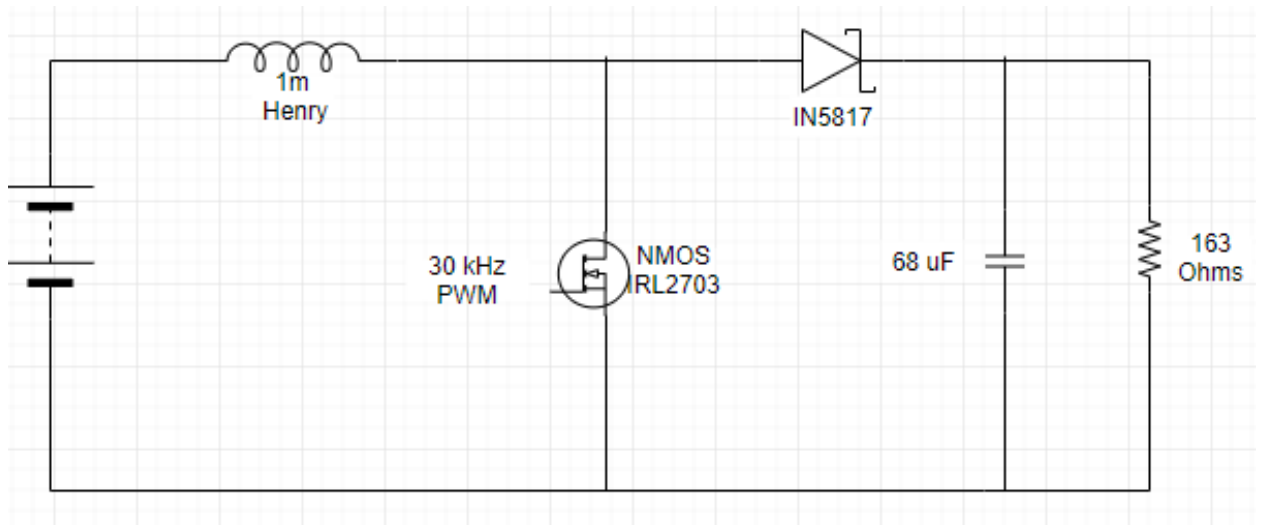 1m
Henry
IN5817
30 kHz
PWM
NMOS
IRL2703
68 uF
163
Ohms